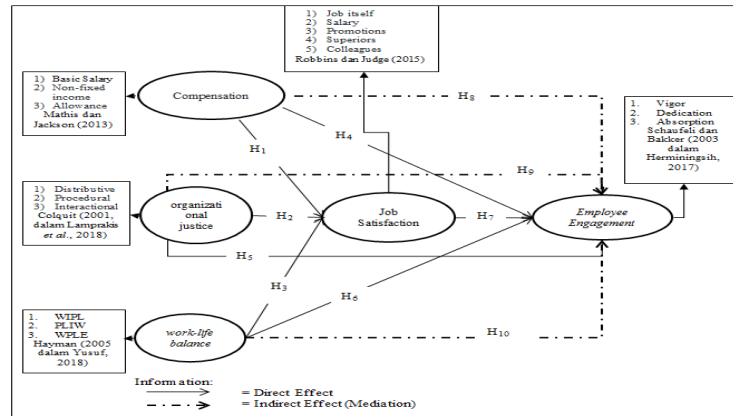 1) Job itself
2) Salary
3) Promotions
4) Superiors
5) Colleagues
Robbins dan Judge (2015)
1) Basic Salary
2) Non-fixed
income
3) Allowance
Mathis dan
Jackson (2013)
Compensation
H8
1. Vigor
2. Dedication
3. Absorption
Schaufeli dan
Bakker (2003
dalam
Herminingsih,
2017)
H1
H4
H9
1) Distributive
2) Procedural
3) Interactional
Colquit (2001,
dalam Lamprakis
et al., 2018)
organizati
onal
justice
H2
Job
Satisfaction
H7
Employee
Engagement
H5
H3
H6
1. WIPL
2. PLIW
3. WPLE
Hayman (2005
dalam Yusuf,
2018)
work-life
balance
H10
Information:
= Direct Effect
= Indirect Effect (Mediation)